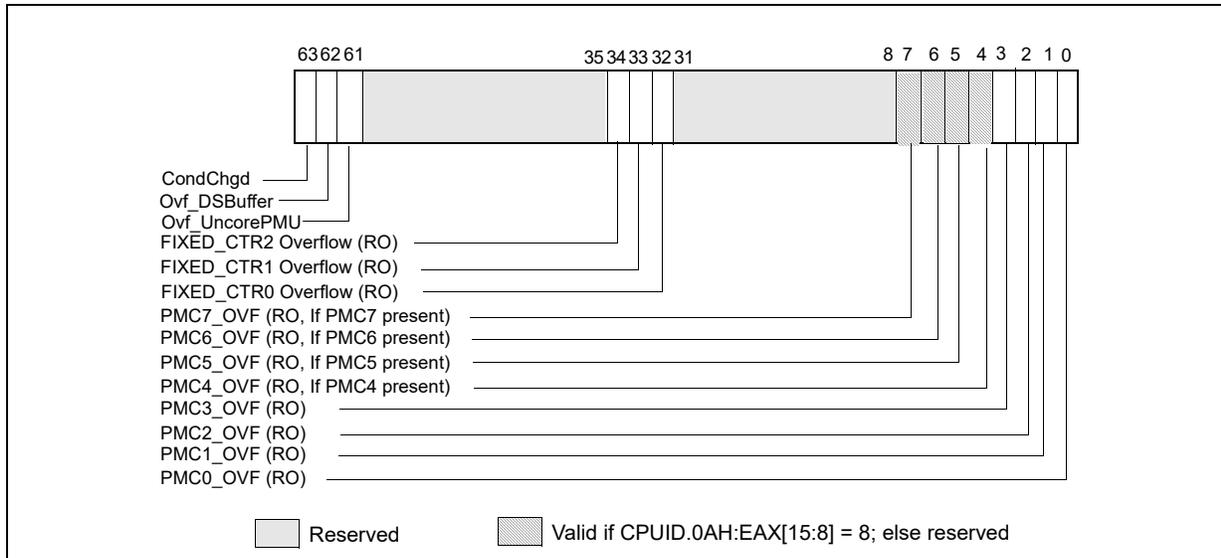 63 62 61 35 34 33 32 31 8 7 6 5 4 3 2 1 0
CondChgd
Ovf_DSBuffer
Ovf_UncorePMU
FIXED_CTR2 Overflow (RO)
FIXED_CTR1 Overflow (RO)
FIXED_CTR0 Overflow (RO)
PMC7_OVF (RO, If PMC7 present)
PMC6_OVF (RO, If PMC6 present)
PMC5_OVF (RO, If PMC5 present)
PMC4_OVF (RO, If PMC4 present)
PMC3_OVF (RO)
PMC2_OVF (RO)
PMC1_OVF (RO)
PMC0_OVF (RO)
Reserved Valid if CPUID.0AH:EAX[15:8] = 8; else reserved